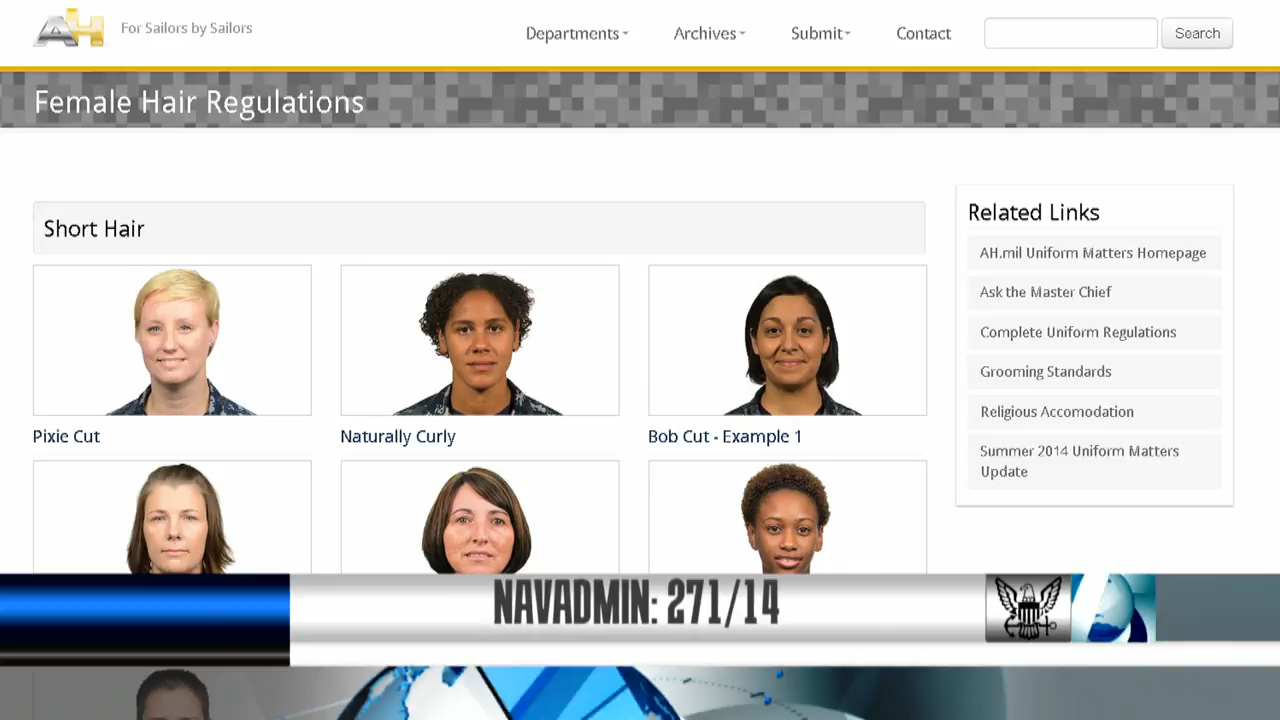 AH
For Sailors by Sailors
Departments
Archives
Submit
Contact
Search
Female Hair Regulations
Short Hair
Pixie Cut
Naturally Curly
Bob Cut - Example 1
Related Links
AH.mil Uniform Matters Homepage
Ask the Master Chief
Complete Uniform Regulations
Grooming Standards
Religious Accomodation
Summer 2014 Uniform Matters
Update
NAVADMIN: 271/14